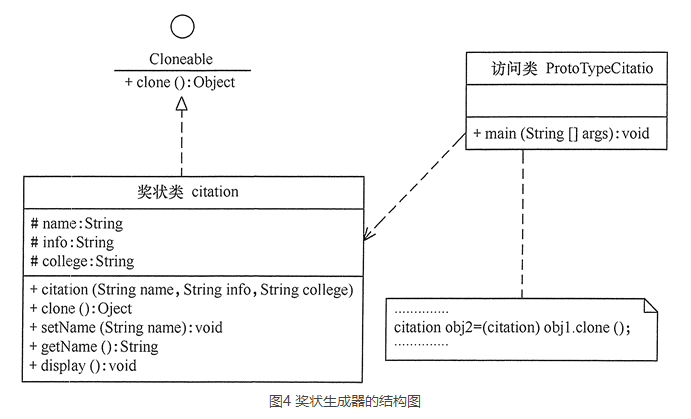 Cloneable
+ clone():Object
访问类 ProtoTypeCitatio
+ main (String [] args):void
奖状类 citation
# name:String
# info:String
# college:String
+ citation (String name,String info,String college)
+ clone():Oject
+ setName (String name):void
+ getName ():String
+ display ():void
..............
citation obj2=(citation) obj1.clone ();
..............
图4 奖状生成器的结构图